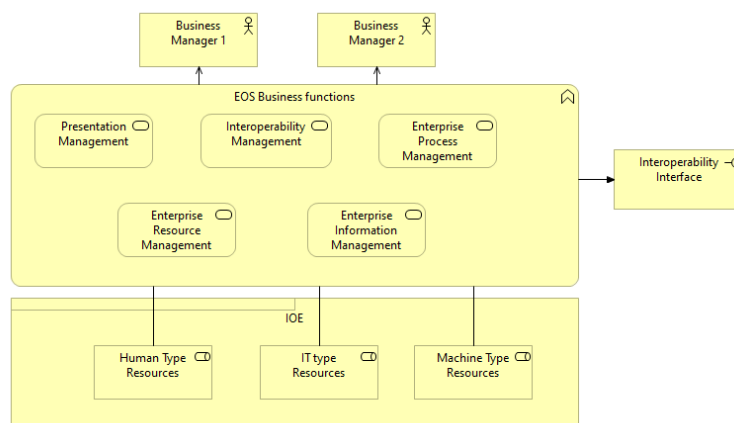 Business
Manager 1
Business
Manager 2
EOS Business functions
Presentation
Management
Interoperability
Management
Enterprise
Process
Management
Interoperability
Interface
Enterprise
Resource
Management
Enterprise
Information
Management
IOE
Human Type
Resources
IT type
Resources
Machine Type
Resources